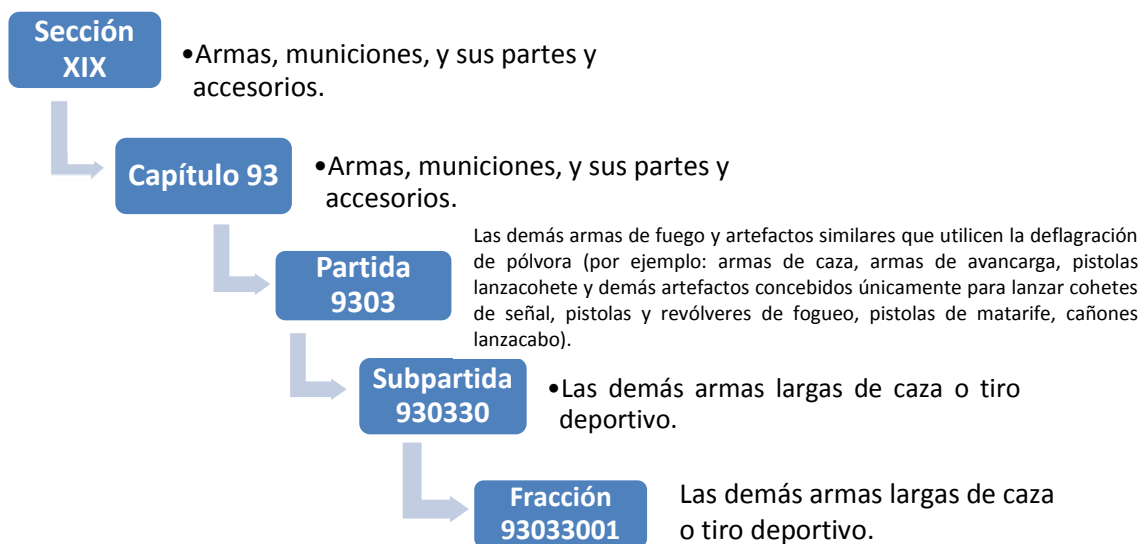 Sección
XIX
•Armas, municiones, y sus partes y
accesorios.
Capítulo 93
•Armas, municiones, y sus partes y
accesorios.
Partida
9303
Las demás armas de fuego y artefactos similares que utilicen la deflagración
de pólvora (por ejemplo: armas de caza, armas de avancarga, pistolas
lanzacohete y demás artefactos concebidos únicamente para lanzar cohetes
de señal, pistolas y revólveres de fogueo, pistolas de matarife, cañones
lanzacabo).
Subpartida
930330
•Las demás armas largas de caza o tiro
deportivo.
Fracción
93033001
Las demás armas largas de caza
o tiro deportivo.